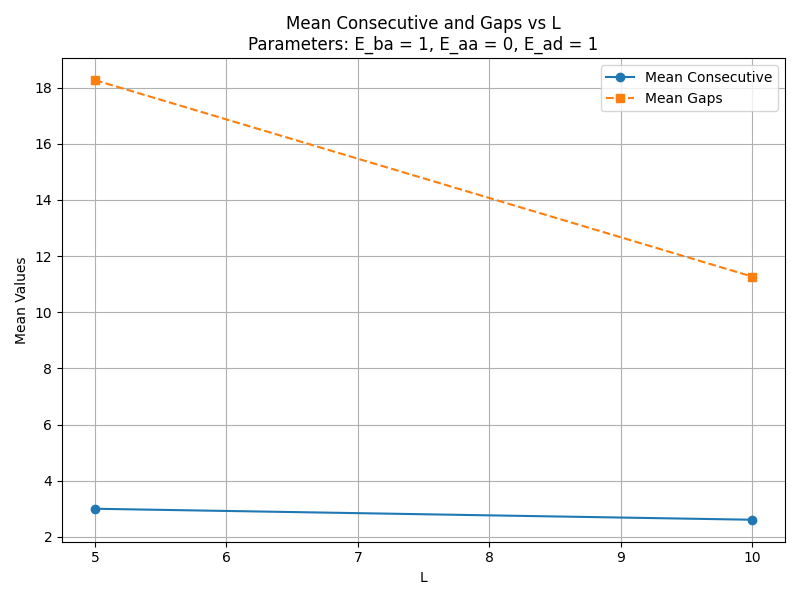 Mean Consecutive and Gaps vs L
Parameters: E_ba = 1, E_aa = 0, E_ad = 1
Mean Consecutive
Mean Gaps
Mean Values
18
16
14
12
10
8
6
4
2
5 6 7 8 9 10
L